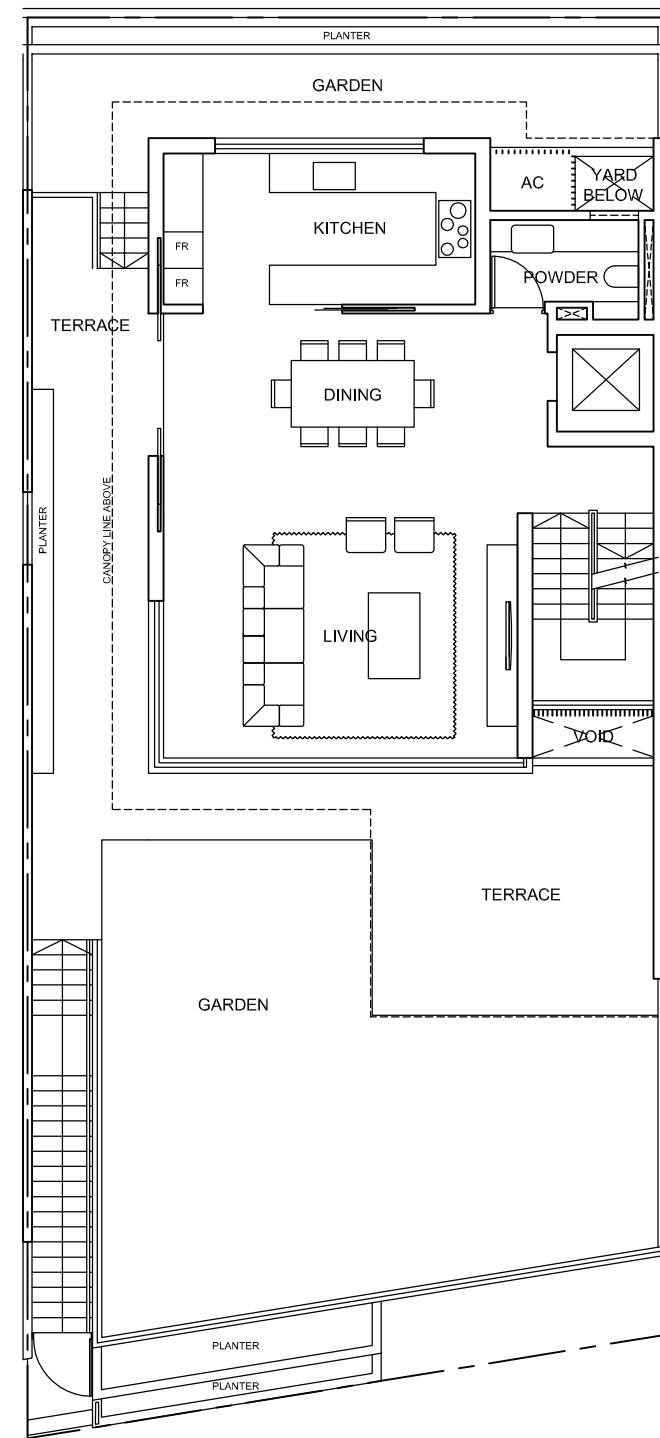 PLANTER
GARDEN
AC
YARD
BELOW
KITCHEN
FR
FR
POWDER
TERRACE
DINING
CANOPY LINE ABOVE
PLANTER
LIVING
VOID
TERRACE
GARDEN
PLANTER
PLANTER